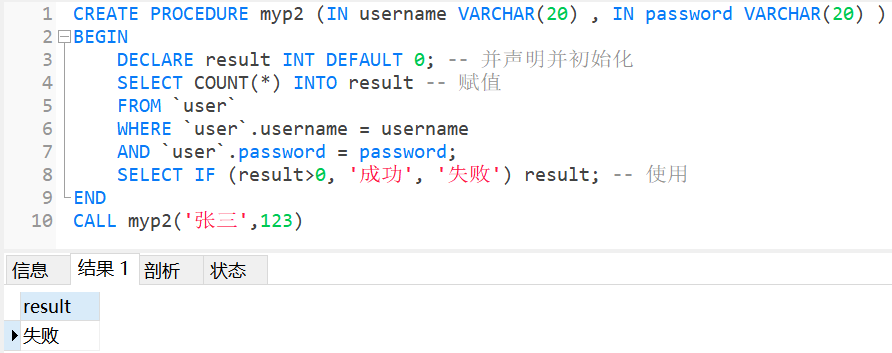 1 CREATE PROCEDURE myp2 (IN username VARCHAR(20) , IN password VARCHAR(20) )
2 BEGIN
3 DECLARE result INT DEFAULT 0; -- 并声明并初始化
4 SELECT COUNT(*) INTO result -- 赋值
5 FROM `user`
6 WHERE `user`.username = username
7 AND `user`.password = password;
8 SELECT IF (result>0, '成功', '失败') result; -- 使用
9 END
10 CALL myp2('张三',123)
信息 结果 1 剖析 状态
result
失败